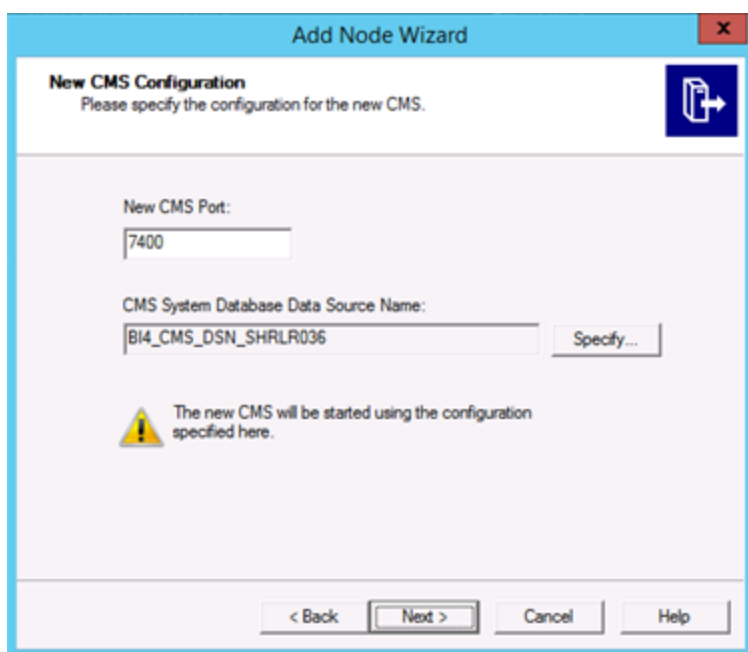 Add Node Wizard
x
New CMS Configuration
Please specify the configuration for the new CMS.
New CMS Port:
7400
CMS System Database Data Source Name:
BI4_CMS_DSN_SHRLR036
Specify...
The new CMS will be started using the configuration
specified here.
< Back
Next >
Cancel
Help